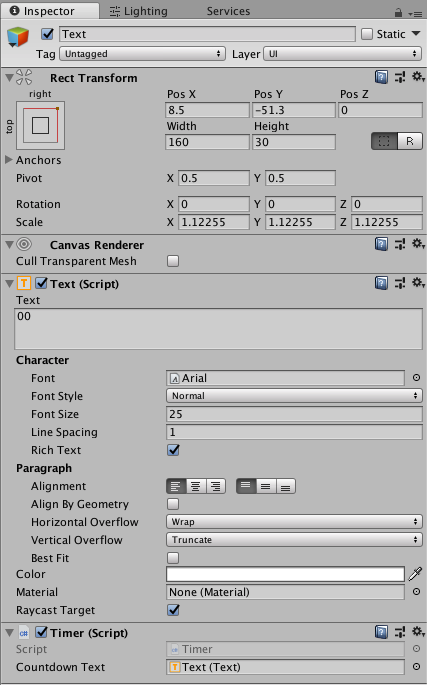 Inspector Lighting Services
Text Static
Tag Untagged Layer UI
Rect Transform
right Pos X Pos Y Pos Z
top 8.5 -51.3 0
Width Height
160 30 R
Anchors
Pivot X 0.5 Y 0.5
Rotation X 0 Y 0 Z 0
Scale X 1.12255 Y 1.12255 Z 1.12255
Canvas Renderer
Cull Transparent Mesh
T Text (Script)
Text
00
Character
Font A Arial
Font Style Normal
Font Size 25
Line Spacing 1
Rich Text
Paragraph
Alignment
Align By Geometry
Horizontal Overflow Wrap
Vertical Overflow Truncate
Best Fit
Color
Material None (Material)
Raycast Target
C# Timer (Script)
Script Timer
Countdown Text T Text (Text)